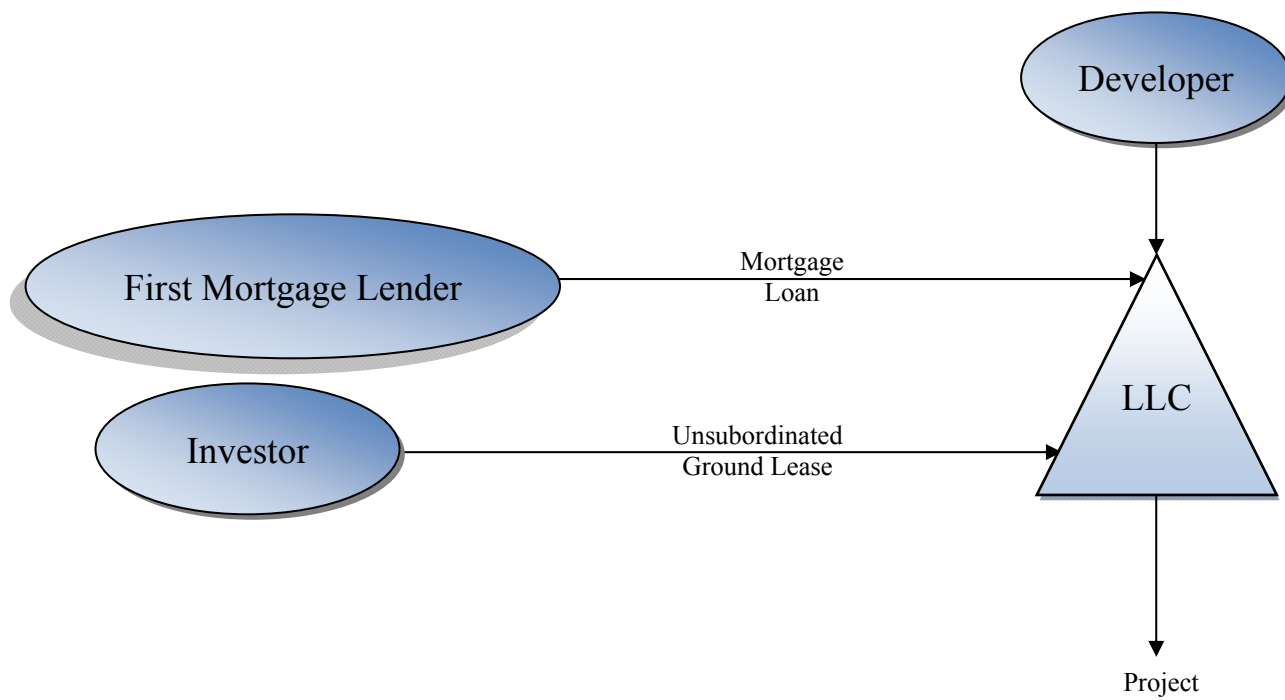 Developer
First Mortgage Lender
Mortgage
Loan
LLC
Investor
Unsubordinated
Ground Lease
Project